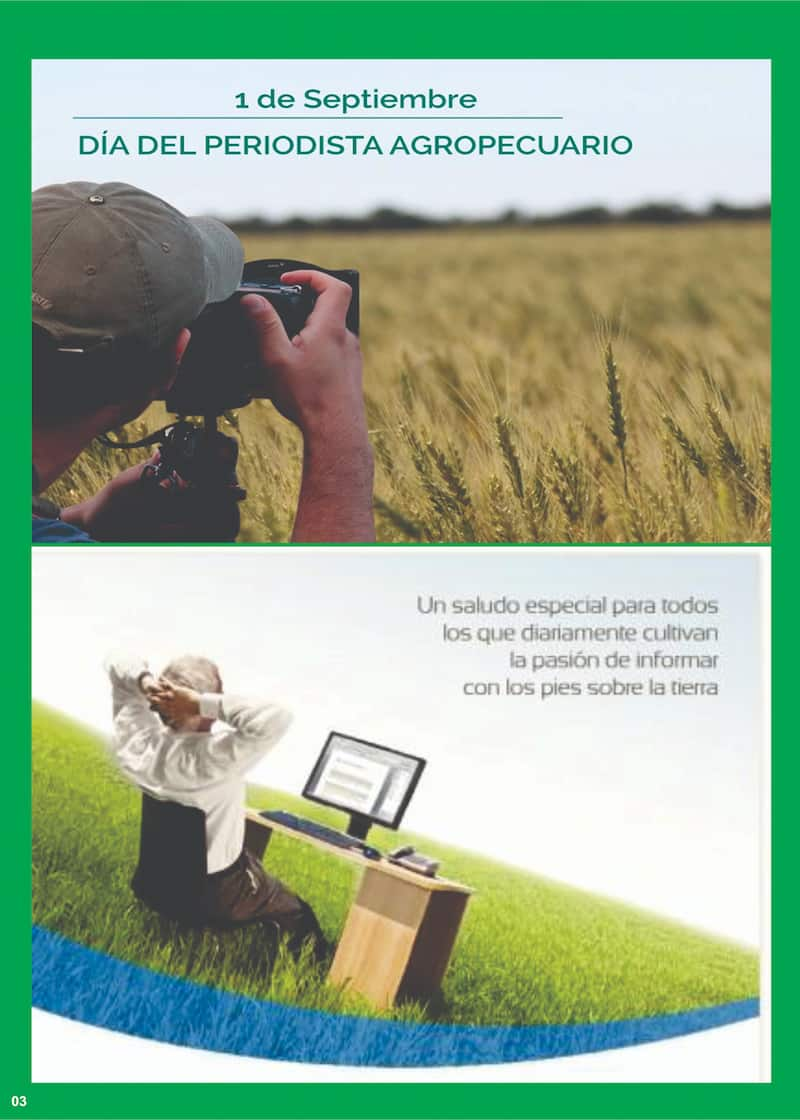 1 de Septiembre
DÍA DEL PERIODISTA AGROPECUARIO
Un saludo especial para todos
los que diariamente cultivan
la pasión de informar
con los pies sobre la tierra
03